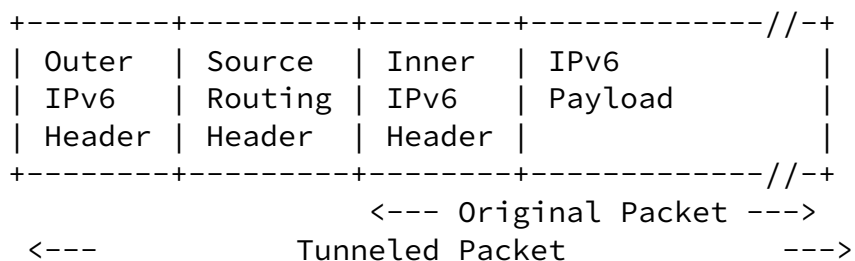 +--------+---------+--------+-------------//-+
| Outer  | Source  | Inner  | IPv6           |
| IPv6   | Routing | IPv6   | Payload        |
| Header | Header  | Header |                |
+--------+---------+--------+-------------//-+
                    <--- Original Packet --->
 <---          Tunneled Packet           --->